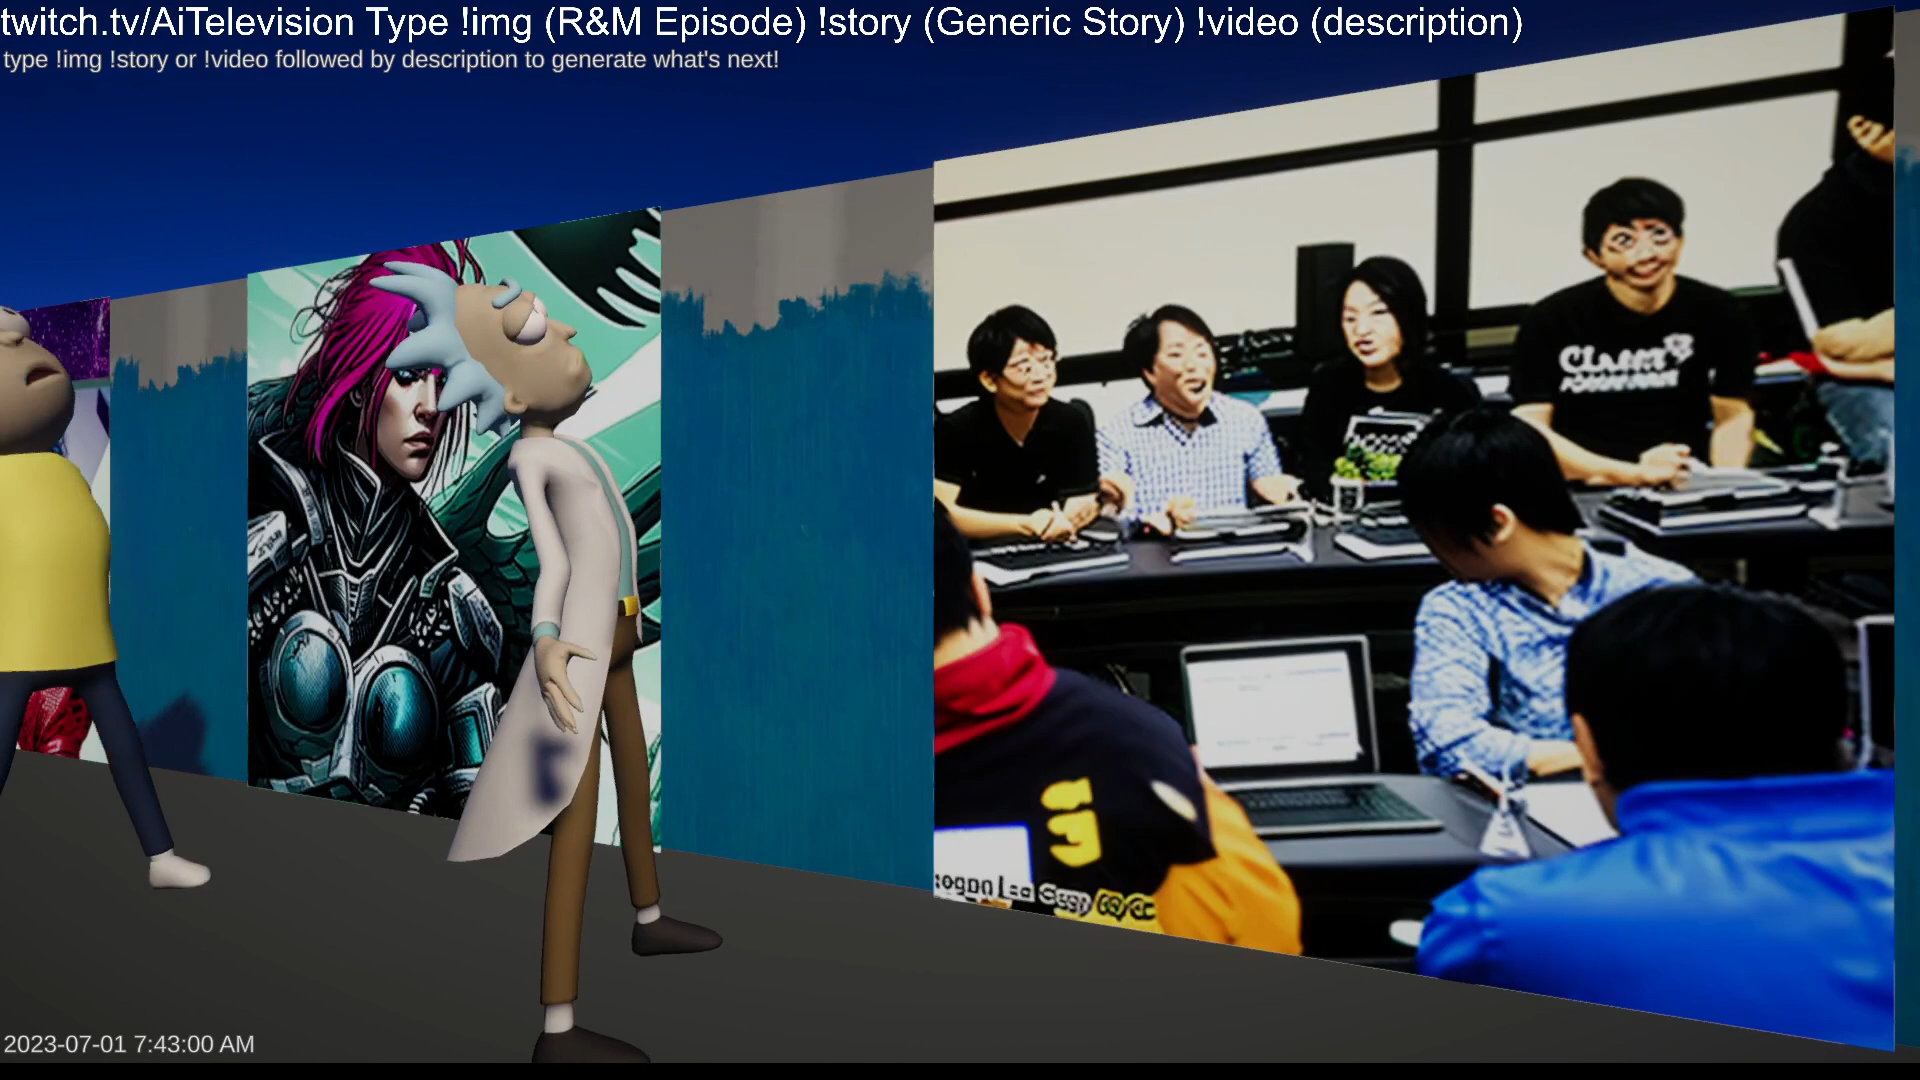 twitch.tv/AiTelevision Type !img (R&M Episode) !story (Generic Story) !video (description)
type !img !story or !video followed by description to generate what's next!
2023-07-01 7:43:00 AM